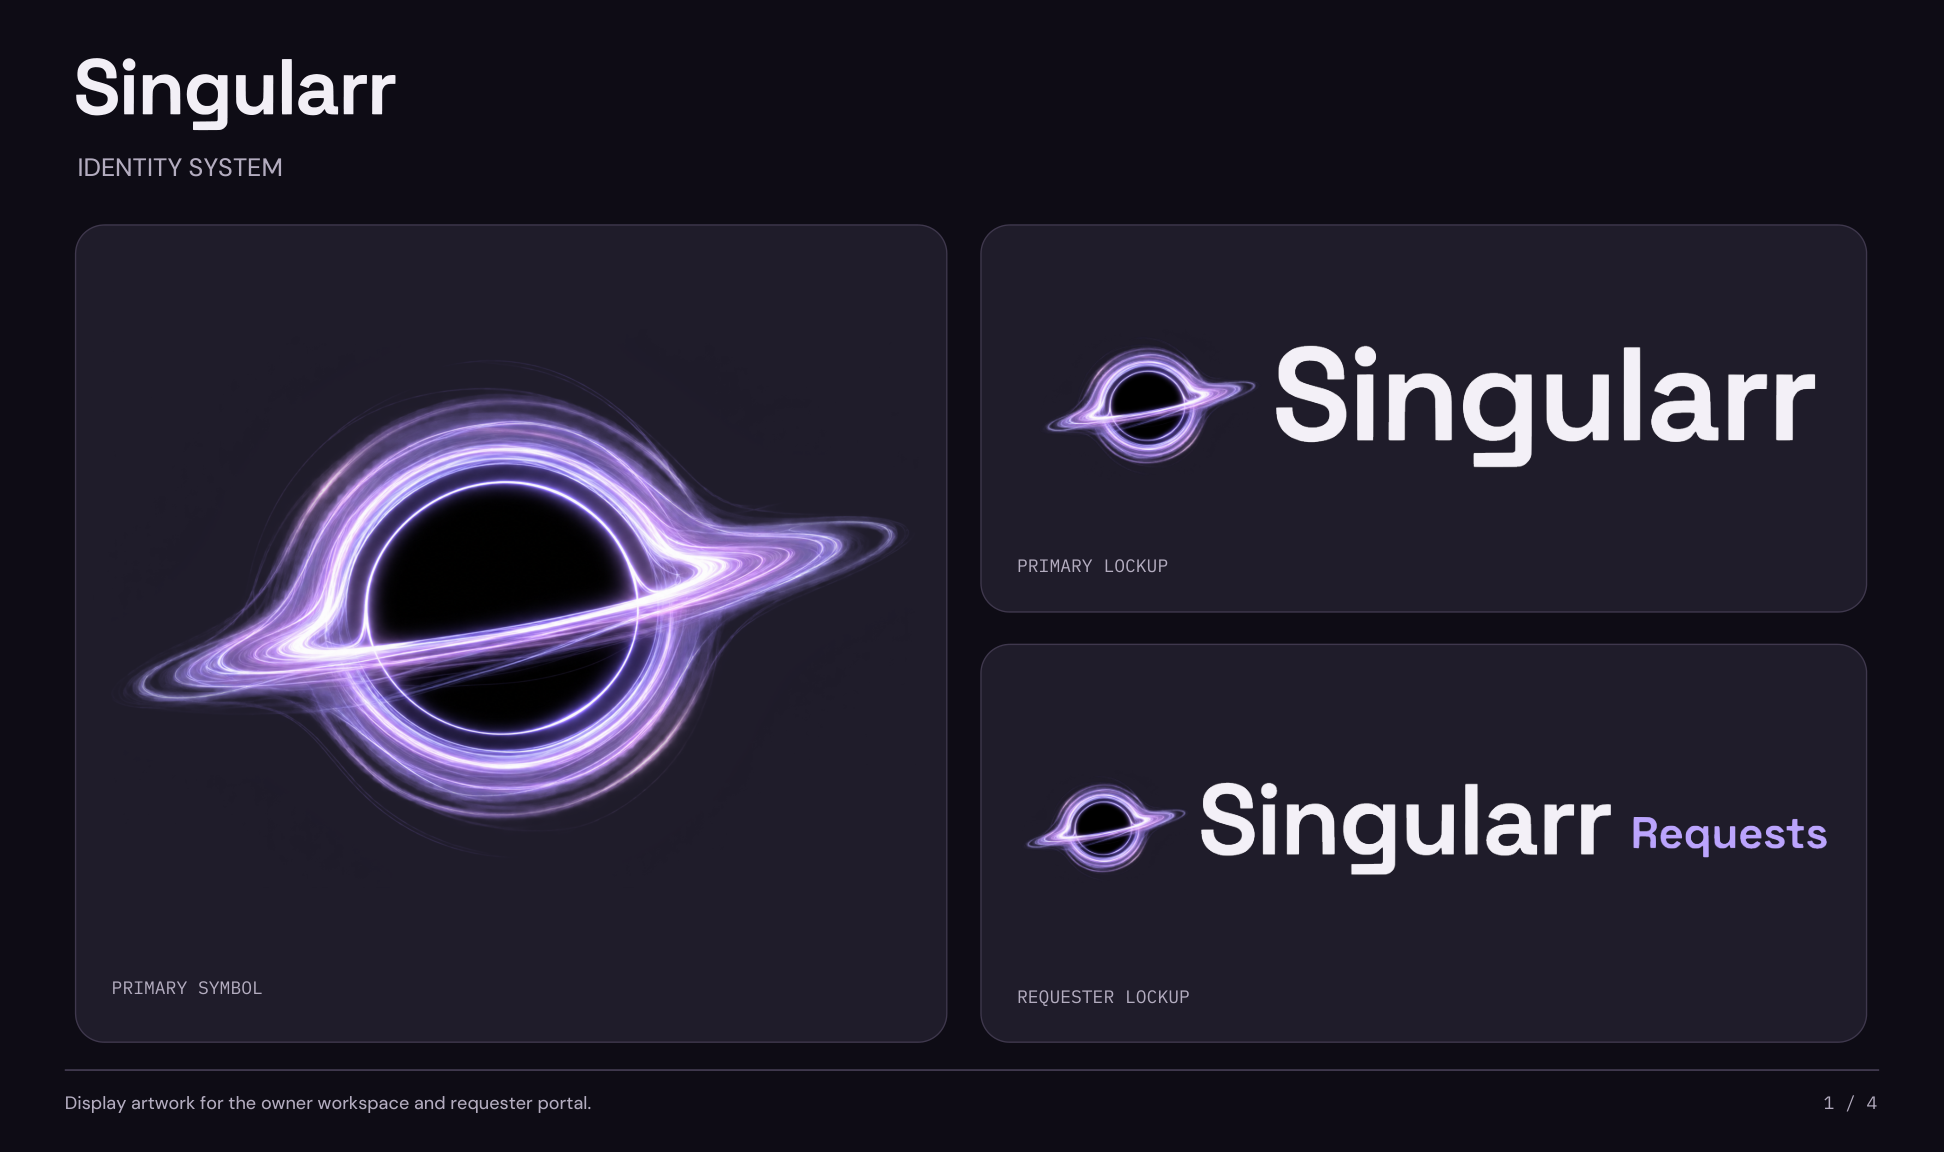 Singularr
IDENTITY SYSTEM
PRIMARY SYMBOL
Singularr
PRIMARY LOCKUP
Singularr Requests
REQUESTER LOCKUP
Display artwork for the owner workspace and requester portal.
1 / 4